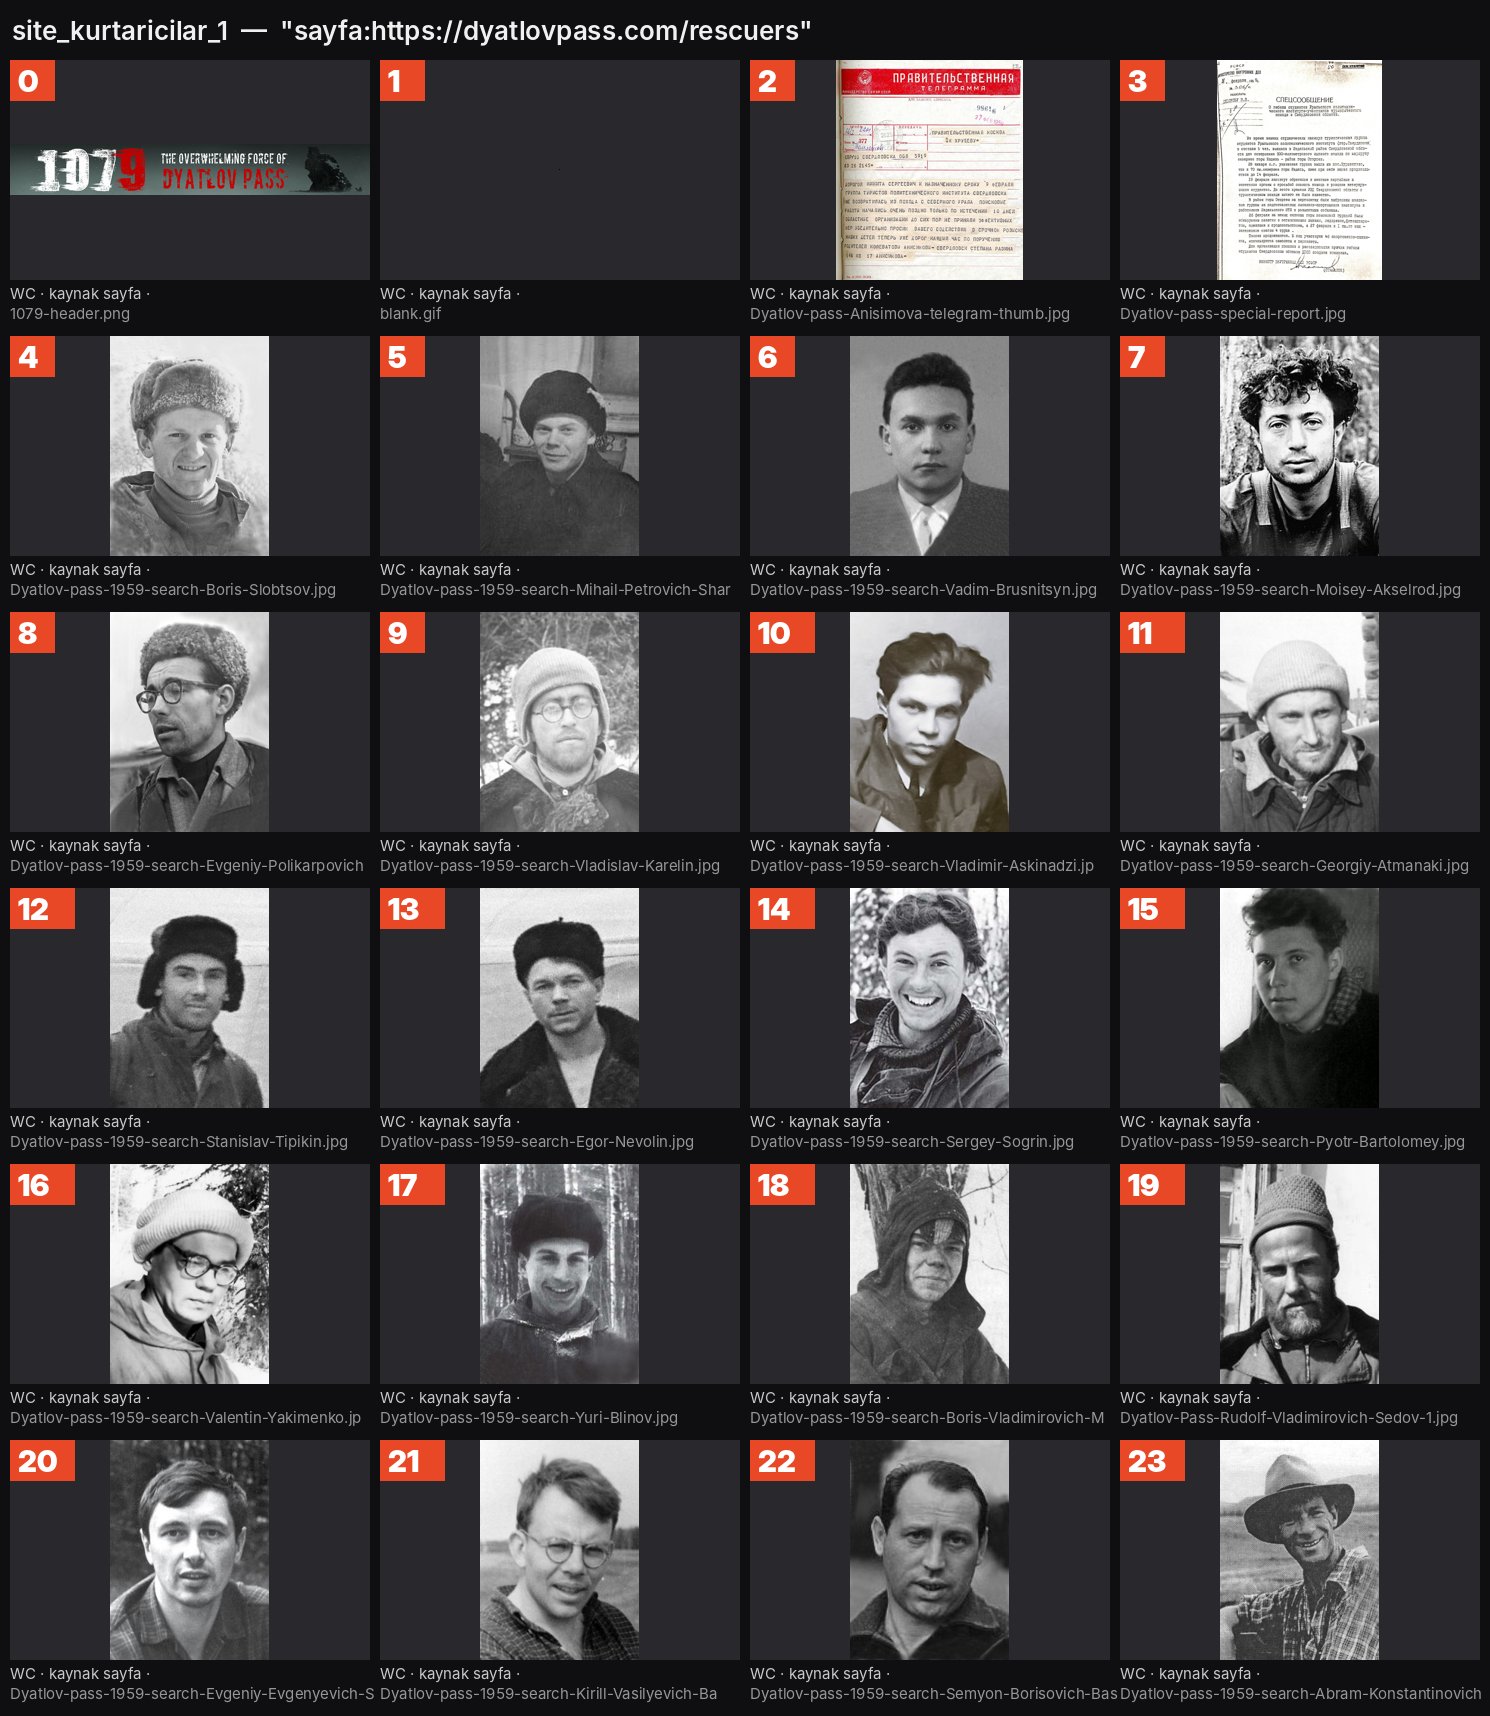 site_kurtaricilar_1 — "sayfa:https://dyatlovpass.com/rescuers"
0
1
2
3
1079 THE OVERWHELMING FORCE OF
DYATLOV PASS
ПРАВИТЕЛЬСТВЕННАЯ
ТЕЛЕГРАММА
СПЕЦСООБЩЕНИЕ
WC · kaynak sayfa ·
1079-header.png
WC · kaynak sayfa ·
blank.gif
WC · kaynak sayfa ·
Dyatlov-pass-Anisimova-telegram-thumb.jpg
WC · kaynak sayfa ·
Dyatlov-pass-special-report.jpg
4
5
6
7
WC · kaynak sayfa ·
Dyatlov-pass-1959-search-Boris-Slobtsov.jpg
WC · kaynak sayfa ·
Dyatlov-pass-1959-search-Mihail-Petrovich-Shar
WC · kaynak sayfa ·
Dyatlov-pass-1959-search-Vadim-Brusnitsyn.jpg
WC · kaynak sayfa ·
Dyatlov-pass-1959-search-Moisey-Akselrod.jpg
8
9
10
11
WC · kaynak sayfa ·
Dyatlov-pass-1959-search-Evgeniy-Polikarpovich
WC · kaynak sayfa ·
Dyatlov-pass-1959-search-Vladislav-Karelin.jpg
WC · kaynak sayfa ·
Dyatlov-pass-1959-search-Vladimir-Askinadzi.jp
WC · kaynak sayfa ·
Dyatlov-pass-1959-search-Georgiy-Atmanaki.jpg
12
13
14
15
WC · kaynak sayfa ·
Dyatlov-pass-1959-search-Stanislav-Tipikin.jpg
WC · kaynak sayfa ·
Dyatlov-pass-1959-search-Egor-Nevolin.jpg
WC · kaynak sayfa ·
Dyatlov-pass-1959-search-Sergey-Sogrin.jpg
WC · kaynak sayfa ·
Dyatlov-pass-1959-search-Pyotr-Bartolomey.jpg
16
17
18
19
WC · kaynak sayfa ·
Dyatlov-pass-1959-search-Valentin-Yakimenko.jp
WC · kaynak sayfa ·
Dyatlov-pass-1959-search-Yuri-Blinov.jpg
WC · kaynak sayfa ·
Dyatlov-pass-1959-search-Boris-Vladimirovich-M
WC · kaynak sayfa ·
Dyatlov-Pass-Rudolf-Vladimirovich-Sedov-1.jpg
20
21
22
23
WC · kaynak sayfa ·
Dyatlov-pass-1959-search-Evgeniy-Evgenyevich-S
WC · kaynak sayfa ·
Dyatlov-pass-1959-search-Kirill-Vasilyevich-Ba
WC · kaynak sayfa ·
Dyatlov-pass-1959-search-Semyon-Borisovich-Bas
WC · kaynak sayfa ·
Dyatlov-pass-1959-search-Abram-Konstantinovich